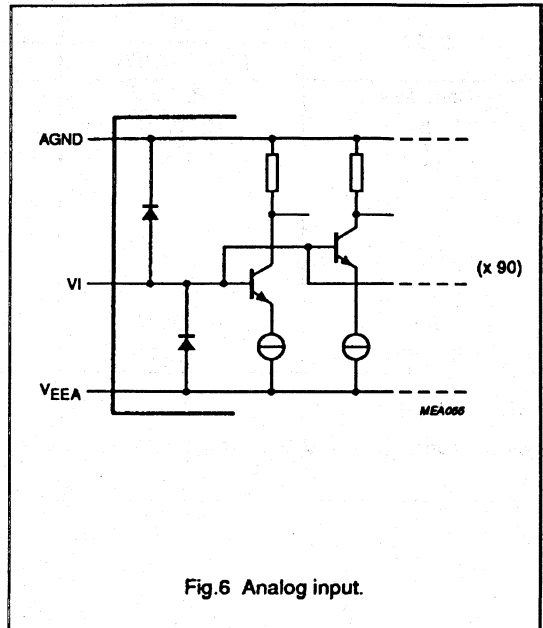 AGND
VI
(x 90)
VEEA
MEA066
Fig.6 Analog input.